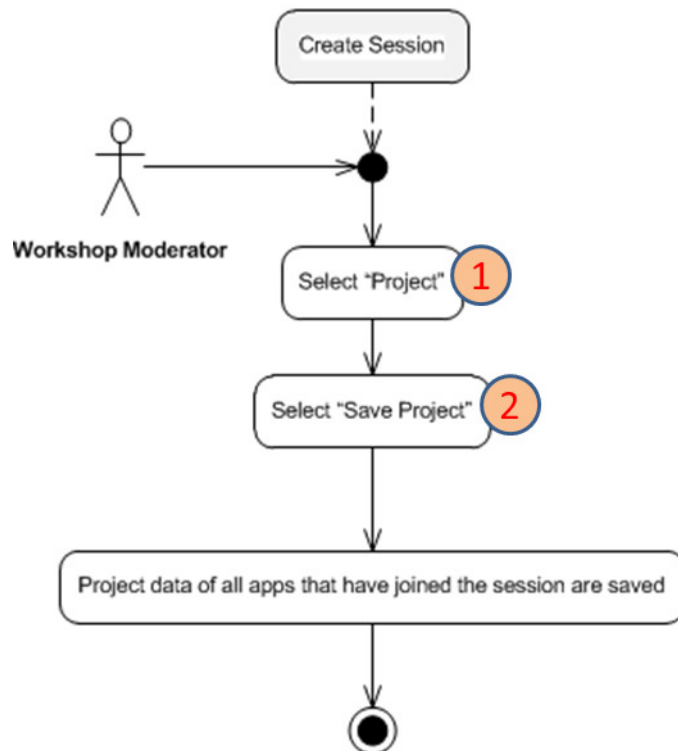 Create Session
Workshop Moderator
Select “Project”
1
Select “Save Project”
2
Project data of all apps that have joined the session are saved